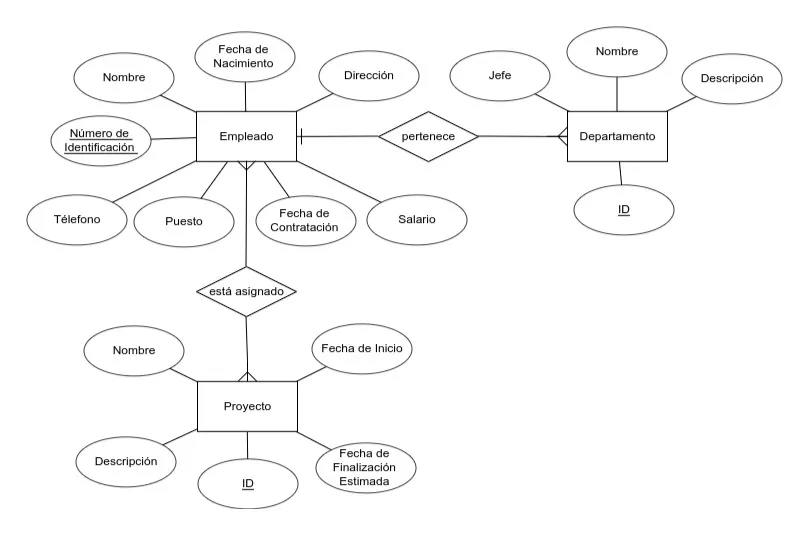 Fecha de
Nacimiento
Nombre
Dirección
Número de
Identificación
Empleado
Télefono
Puesto
Fecha de
Contratación
Salario
pertenece
Jefe
Nombre
Descripción
Departamento
ID
está asignado
Nombre
Fecha de Inicio
Proyecto
Descripción
ID
Fecha de
Finalización
Estimada